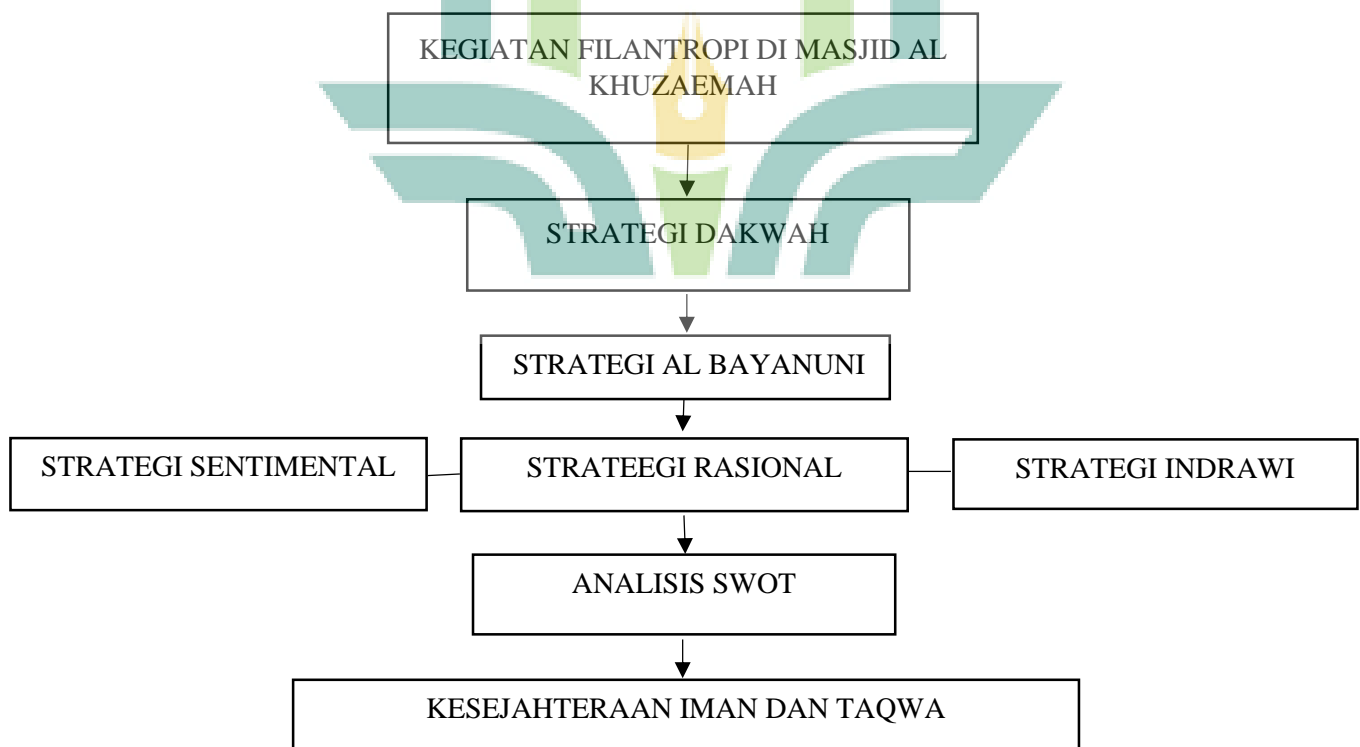 KEGIATAN FILANTROPI DI MASJID AL
KHUZAEMAH
STRATEGI DAKWAH
STRATEGI AL BAYANUNI
STRATEGI SENTIMENTAL
STRATEEGI RASIONAL
STRATEGI INDRAWI
ANALISIS SWOT
KESEJAHTERAAN IMAN DAN TAQWA